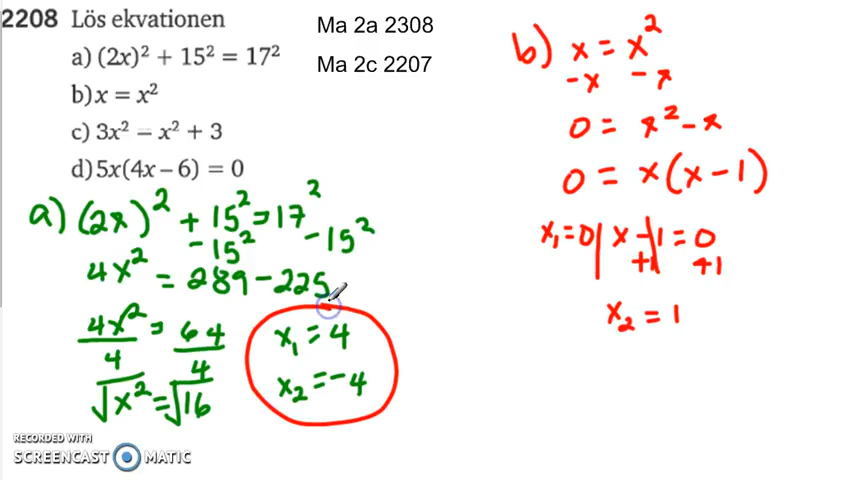 2208 Lös ekvationen
a) (2x)² + 15² = 17²
b) x = x²
c) 3x² − x² + 3
d) 5x(4x − 6) = 0
Ma 2a 2308
Ma 2c 2207
a) (2x)² + 15² = 17²
−15² −15²
4x² = 289 − 225
4x²/4 = 64/4
√x² = √16
x₁ = 4
x₂ = −4
b) x = x²
−x −x
0 = x² − x
0 = x(x − 1)
x₁ = 0 | x − 1 = 0
+1 +1
x₂ = 1
RECORDED WITH
SCREENCAST MATIC